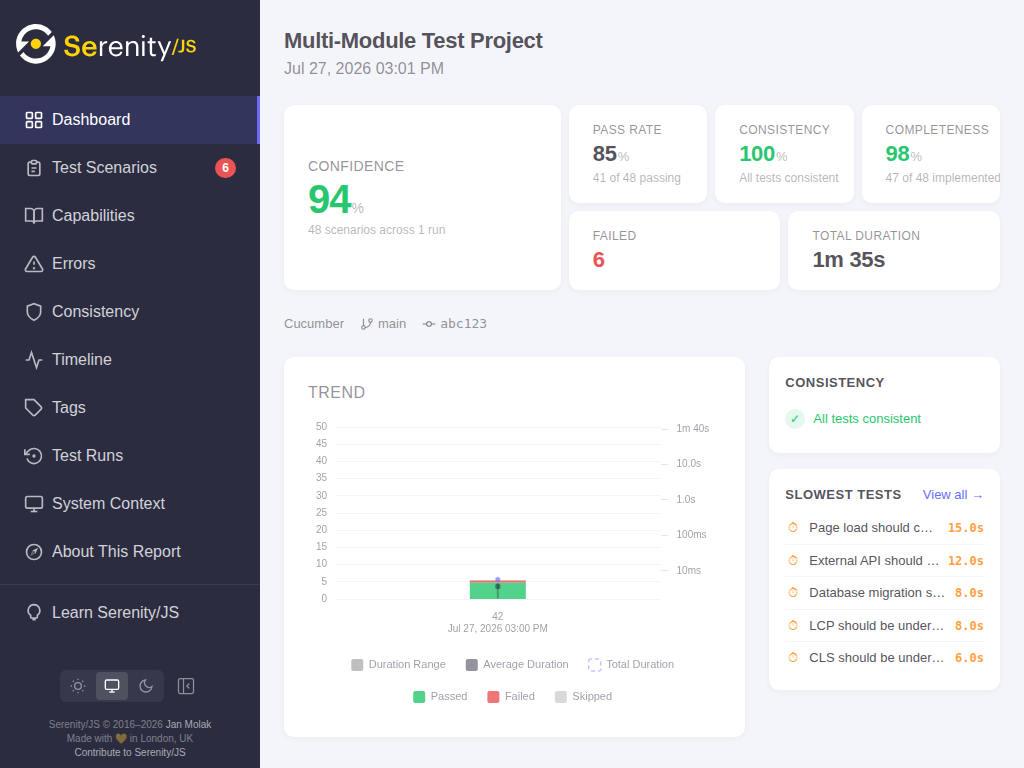 Serenity/JS
Dashboard
Test Scenarios 6
Capabilities
Errors
Consistency
Timeline
Tags
Test Runs
System Context
About This Report
Learn Serenity/JS
Serenity/JS © 2016–2026 Jan Molak
Made with 💛 in London, UK
Contribute to Serenity/JS
Multi-Module Test Project
Jul 27, 2026 03:01 PM
CONFIDENCE
94%
48 scenarios across 1 run
PASS RATE
85%
41 of 48 passing
CONSISTENCY
100%
All tests consistent
COMPLETENESS
98%
47 of 48 implemented
FAILED
6
TOTAL DURATION
1m 35s
Cucumber main abc123
TREND
50
45
40
35
30
25
20
15
10
5
0
1m 40s
10.0s
1.0s
100ms
10ms
42
Jul 27, 2026 03:00 PM
Duration Range Average Duration Total Duration
Passed Failed Skipped
CONSISTENCY
✓ All tests consistent
SLOWEST TESTS View all →
Page load should c… 15.0s
External API should … 12.0s
Database migration s… 8.0s
LCP should be under… 8.0s
CLS should be under… 6.0s